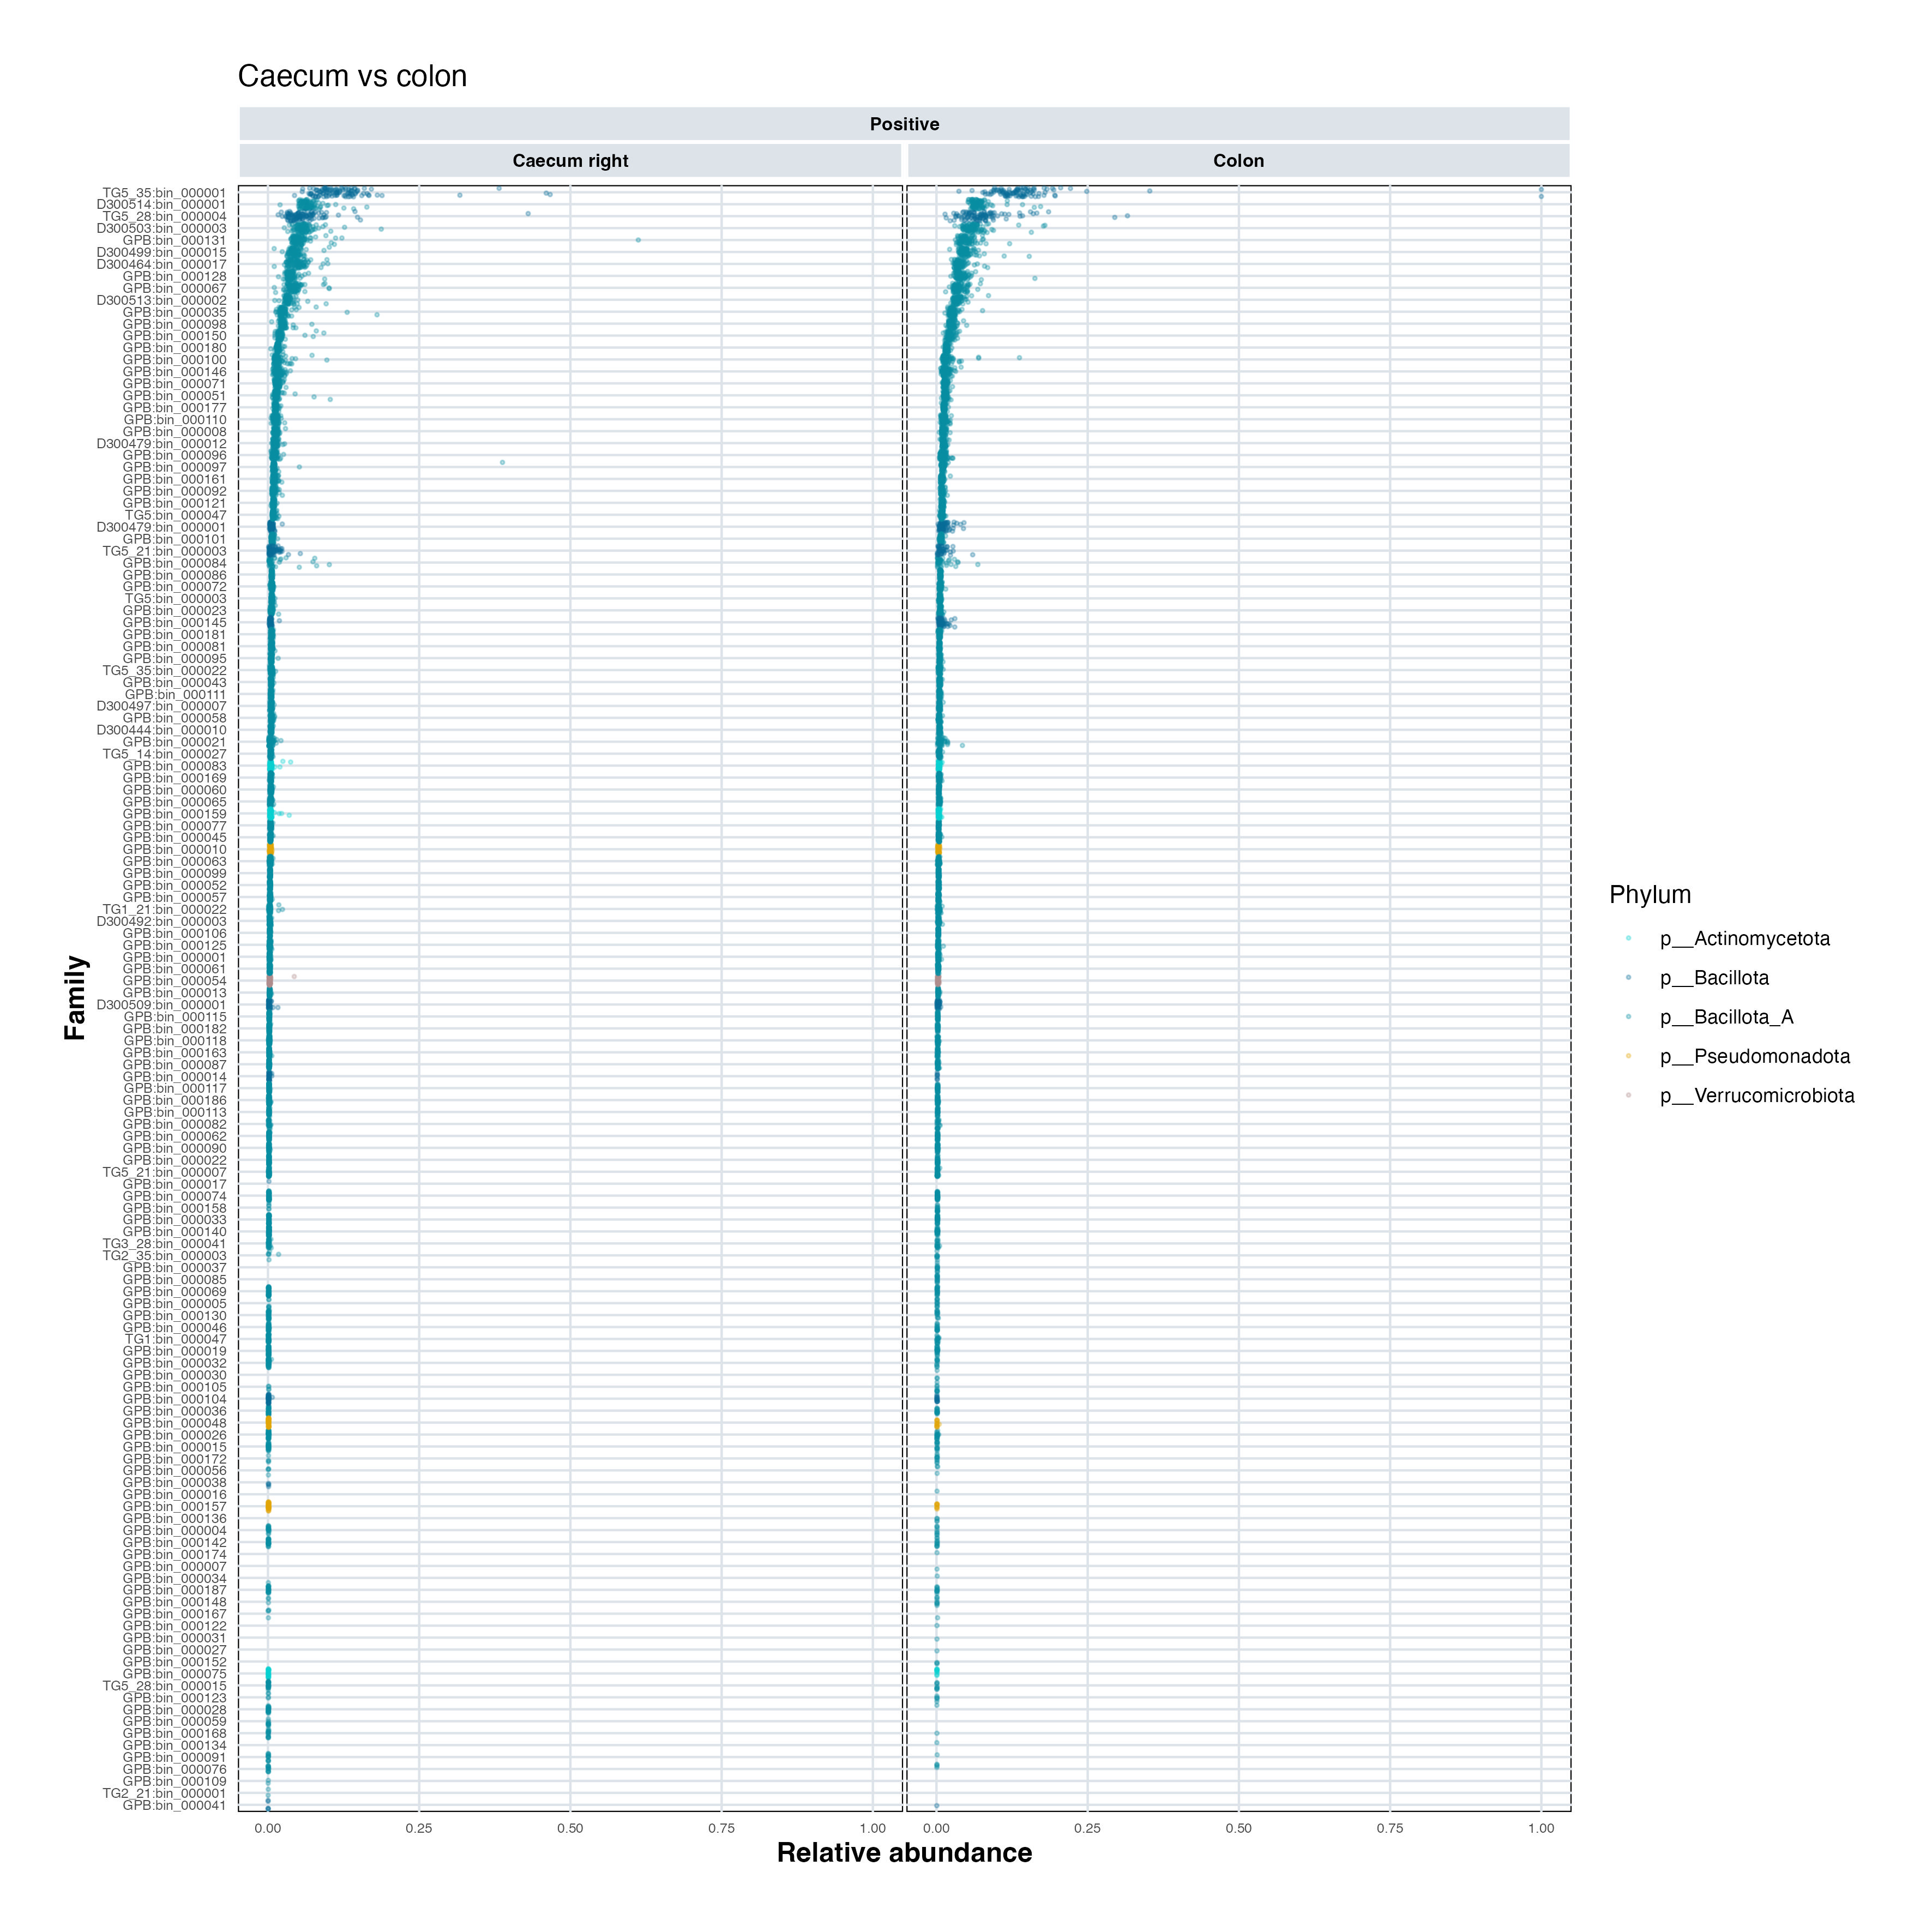 Caecum vs colon
Positive
Caecum right
Colon
TG5_35:bin_000001
D300514:bin_000001
TG5_28:bin_000004
D300503:bin_000003
GPB:bin_000131
D300499:bin_000015
D300464:bin_000017
GPB:bin_000128
GPB:bin_000067
D300513:bin_000002
GPB:bin_000035
GPB:bin_000098
GPB:bin_000150
GPB:bin_000180
GPB:bin_000100
GPB:bin_000146
GPB:bin_000071
GPB:bin_000051
GPB:bin_000177
GPB:bin_000110
GPB:bin_000008
D300479:bin_000012
GPB:bin_000096
GPB:bin_000097
GPB:bin_000161
GPB:bin_000092
GPB:bin_000121
TG5:bin_000047
D300479:bin_000001
GPB:bin_000101
TG5_21:bin_000003
GPB:bin_000084
GPB:bin_000086
GPB:bin_000072
TG5:bin_000003
GPB:bin_000023
GPB:bin_000145
GPB:bin_000181
GPB:bin_000081
GPB:bin_000095
TG5_35:bin_000022
GPB:bin_000043
GPB:bin_000111
D300497:bin_000007
GPB:bin_000058
D300444:bin_000010
GPB:bin_000021
TG5_14:bin_000027
GPB:bin_000083
GPB:bin_000169
GPB:bin_000060
GPB:bin_000065
GPB:bin_000159
GPB:bin_000077
GPB:bin_000045
GPB:bin_000010
GPB:bin_000063
GPB:bin_000099
GPB:bin_000052
GPB:bin_000057
TG1_21:bin_000022
D300492:bin_000003
GPB:bin_000106
GPB:bin_000125
GPB:bin_000001
GPB:bin_000061
GPB:bin_000054
GPB:bin_000013
D300509:bin_000001
GPB:bin_000115
GPB:bin_000182
GPB:bin_000118
GPB:bin_000163
GPB:bin_000087
GPB:bin_000014
GPB:bin_000117
GPB:bin_000186
GPB:bin_000113
GPB:bin_000082
GPB:bin_000062
GPB:bin_000090
GPB:bin_000022
TG5_21:bin_000007
GPB:bin_000017
GPB:bin_000074
GPB:bin_000158
GPB:bin_000033
GPB:bin_000140
TG3_28:bin_000041
TG2_35:bin_000003
GPB:bin_000037
GPB:bin_000085
GPB:bin_000069
GPB:bin_000005
GPB:bin_000130
GPB:bin_000046
TG1:bin_000047
GPB:bin_000019
GPB:bin_000032
GPB:bin_000030
GPB:bin_000105
GPB:bin_000104
GPB:bin_000036
GPB:bin_000048
GPB:bin_000026
GPB:bin_000015
GPB:bin_000172
GPB:bin_000056
GPB:bin_000038
GPB:bin_000016
GPB:bin_000157
GPB:bin_000136
GPB:bin_000004
GPB:bin_000142
GPB:bin_000174
GPB:bin_000007
GPB:bin_000034
GPB:bin_000187
GPB:bin_000148
GPB:bin_000167
GPB:bin_000122
GPB:bin_000031
GPB:bin_000027
GPB:bin_000152
GPB:bin_000075
TG5_28:bin_000015
GPB:bin_000123
GPB:bin_000028
GPB:bin_000059
GPB:bin_000168
GPB:bin_000134
GPB:bin_000091
GPB:bin_000076
GPB:bin_000109
TG2_21:bin_000001
GPB:bin_000041
Family
0.00 0.25 0.50 0.75 1.00 0.00 0.25 0.50 0.75 1.00
Relative abundance
Phylum
p__Actinomycetota
p__Bacillota
p__Bacillota_A
p__Pseudomonadota
p__Verrucomicrobiota